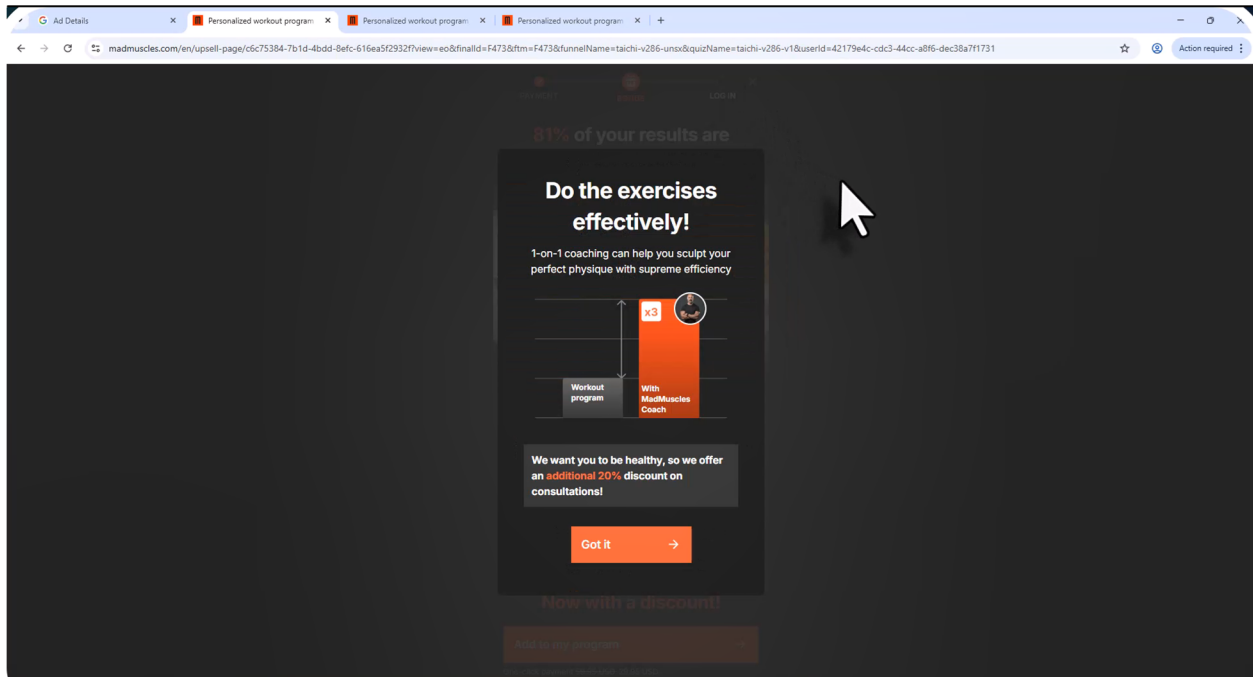 Ad Details
Personalized workout program
Personalized workout program
Personalized workout program
madmuscles.com/en/upsell-page/c6c75384-7b1d-4bdd-8efc-616ea5f2932f?view=eo&finalId=F473&ftm=F473&funnelName=taichi-v286-unsx&quizName=taichi-v286-v1&userId=42179e4c-cdc3-44cc-a8f6-dec38a7f1731
Action required
LOG IN
81% of your results are
Do the exercises
effectively!
1-on-1 coaching can help you sculpt your
perfect physique with supreme efficiency
x3
Workout
program
With
MadMuscles
Coach
We want you to be healthy, so we offer
an additional 20% discount on
consultations!
Got it
Now with a discount!
Add to my program